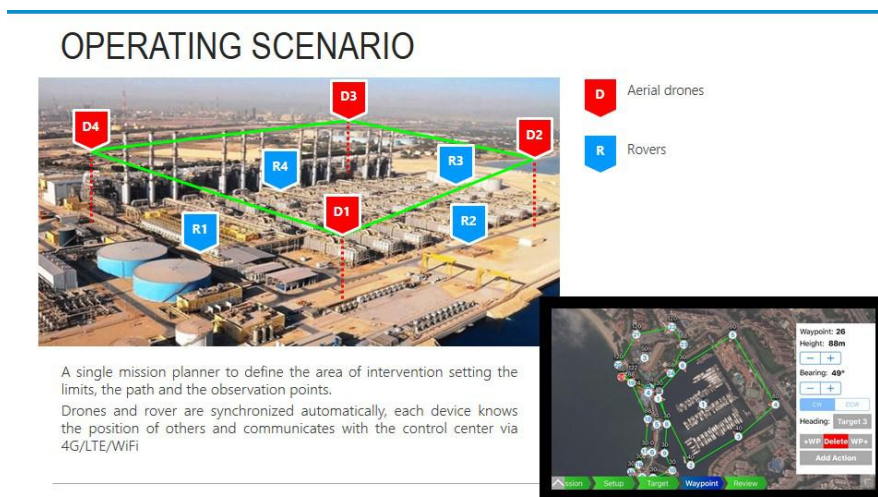 OPERATING SCENARIO
D3
D4
D2
R4
R3
D1
R1
R2
D Aerial drones
R Rovers
A single mission planner to define the area of intervention setting the
limits, the path and the observation points.
Drones and rover are synchronized automatically, each device knows
the position of others and communicates with the control center via
4G/LTE/WiFi
Waypoint: 26
Height: 88m
− +
Bearing: 49°
− +
CW CCW
Heading: Target 3
+WP Delete WP+
Add Action
ssion Setup Target Waypoint Review